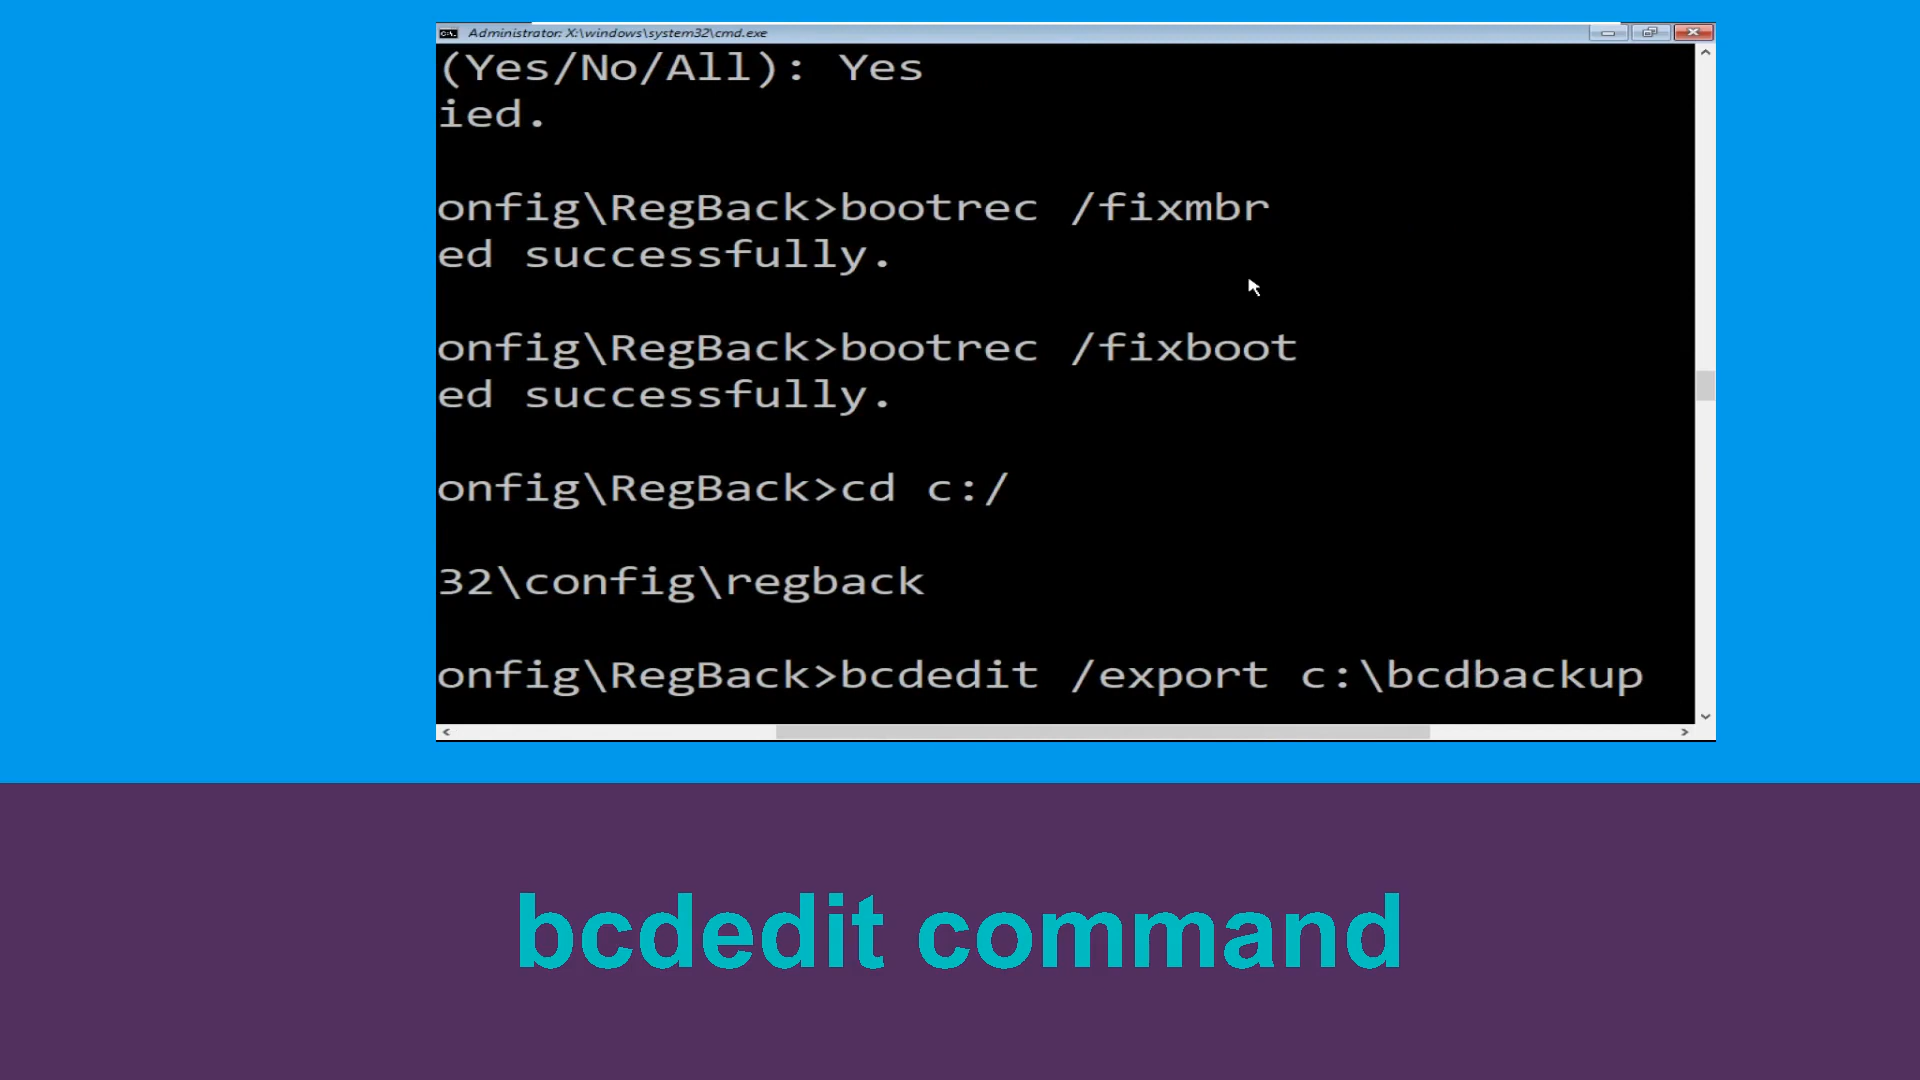 Administrator: X:\windows\system32\cmd.exe
(Yes/No/All): Yes
ied.
onfig\RegBack>bootrec /fixmbr
ed successfully.
onfig\RegBack>bootrec /fixboot
ed successfully.
onfig\RegBack>cd c:/
32\config\regback
onfig\RegBack>bcdedit /export c:\bcdbackup
bcdedit command